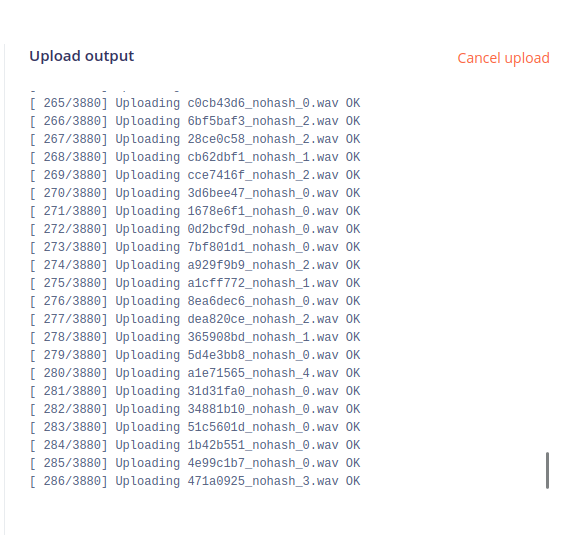 Upload output
Cancel upload
[ 265/3880] Uploading c0cb43d6_nohash_0.wav OK
[ 266/3880] Uploading 6bf5baf3_nohash_2.wav OK
[ 267/3880] Uploading 28ce0c58_nohash_2.wav OK
[ 268/3880] Uploading cb62dbf1_nohash_1.wav OK
[ 269/3880] Uploading cce7416f_nohash_2.wav OK
[ 270/3880] Uploading 3d6bee47_nohash_0.wav OK
[ 271/3880] Uploading 1678e6f1_nohash_0.wav OK
[ 272/3880] Uploading 0d2bcf9d_nohash_0.wav OK
[ 273/3880] Uploading 7bf801d1_nohash_0.wav OK
[ 274/3880] Uploading a929f9b9_nohash_2.wav OK
[ 275/3880] Uploading a1cff772_nohash_1.wav OK
[ 276/3880] Uploading 8ea6dec6_nohash_0.wav OK
[ 277/3880] Uploading dea820ce_nohash_2.wav OK
[ 278/3880] Uploading 365908bd_nohash_1.wav OK
[ 279/3880] Uploading 5d4e3bb8_nohash_0.wav OK
[ 280/3880] Uploading a1e71565_nohash_4.wav OK
[ 281/3880] Uploading 31d31fa0_nohash_0.wav OK
[ 282/3880] Uploading 34881b10_nohash_0.wav OK
[ 283/3880] Uploading 51c5601d_nohash_0.wav OK
[ 284/3880] Uploading 1b42b551_nohash_0.wav OK
[ 285/3880] Uploading 4e99c1b7_nohash_0.wav OK
[ 286/3880] Uploading 471a0925_nohash_3.wav OK